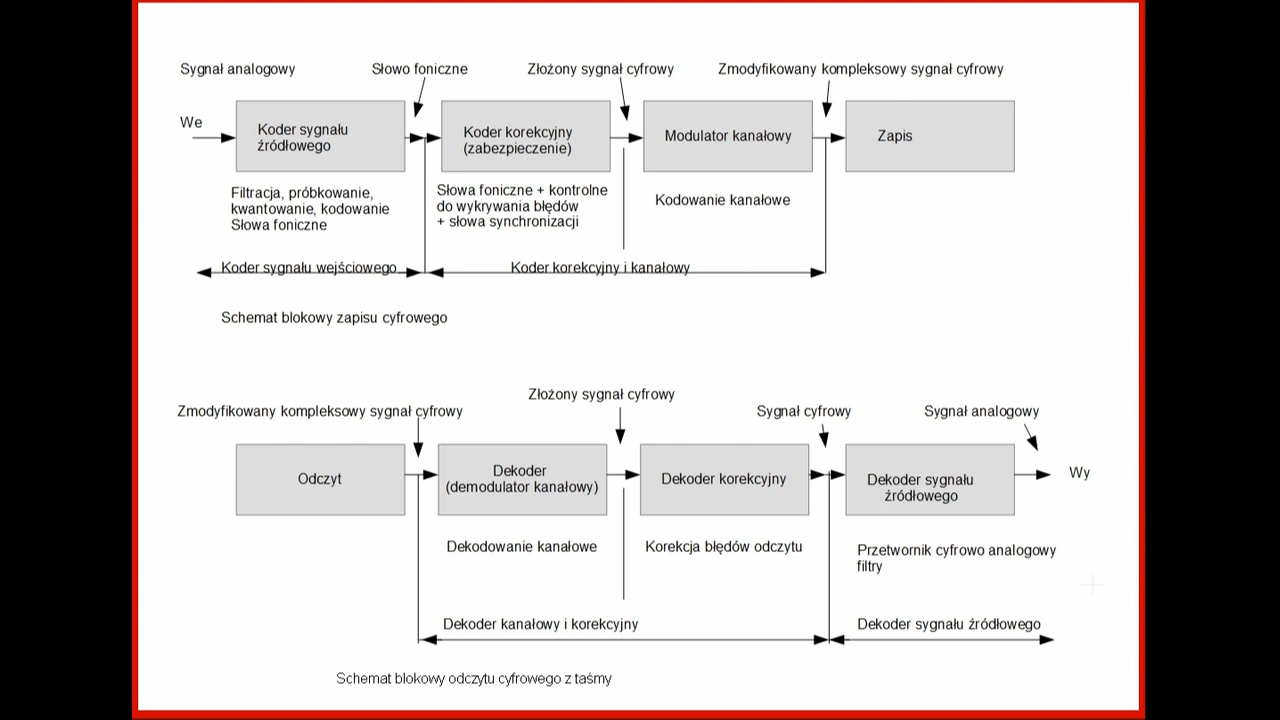 Sygnał analogowy
Słowo foniczne
Złożony sygnał cyfrowy
Zmodyfikowany kompleksowy sygnał cyfrowy
We
Koder sygnału
źródłowego
Koder korekcyjny
(zabezpieczenie)
Modulator kanałowy
Zapis
Filtracja, próbkowanie,
kwantowanie, kodowanie
Słowa foniczne
Słowa foniczne + kontrolne
do wykrywania błędów
+ słowa synchronizacji
Kodowanie kanałowe
Koder sygnału wejściowego
Koder korekcyjny i kanałowy
Schemat blokowy zapisu cyfrowego
Zmodyfikowany kompleksowy sygnał cyfrowy
Złożony sygnał cyfrowy
Sygnał cyfrowy
Sygnał analogowy
Odczyt
Dekoder
(demodulator kanałowy)
Dekoder korekcyjny
Dekoder sygnału
źródłowego
Wy
Dekodowanie kanałowe
Korekcja błędów odczytu
Przetwornik cyfrowo analogowy
filtry
Dekoder kanałowy i korekcyjny
Dekoder sygnału źródłowego
Schemat blokowy odczytu cyfrowego z taśmy